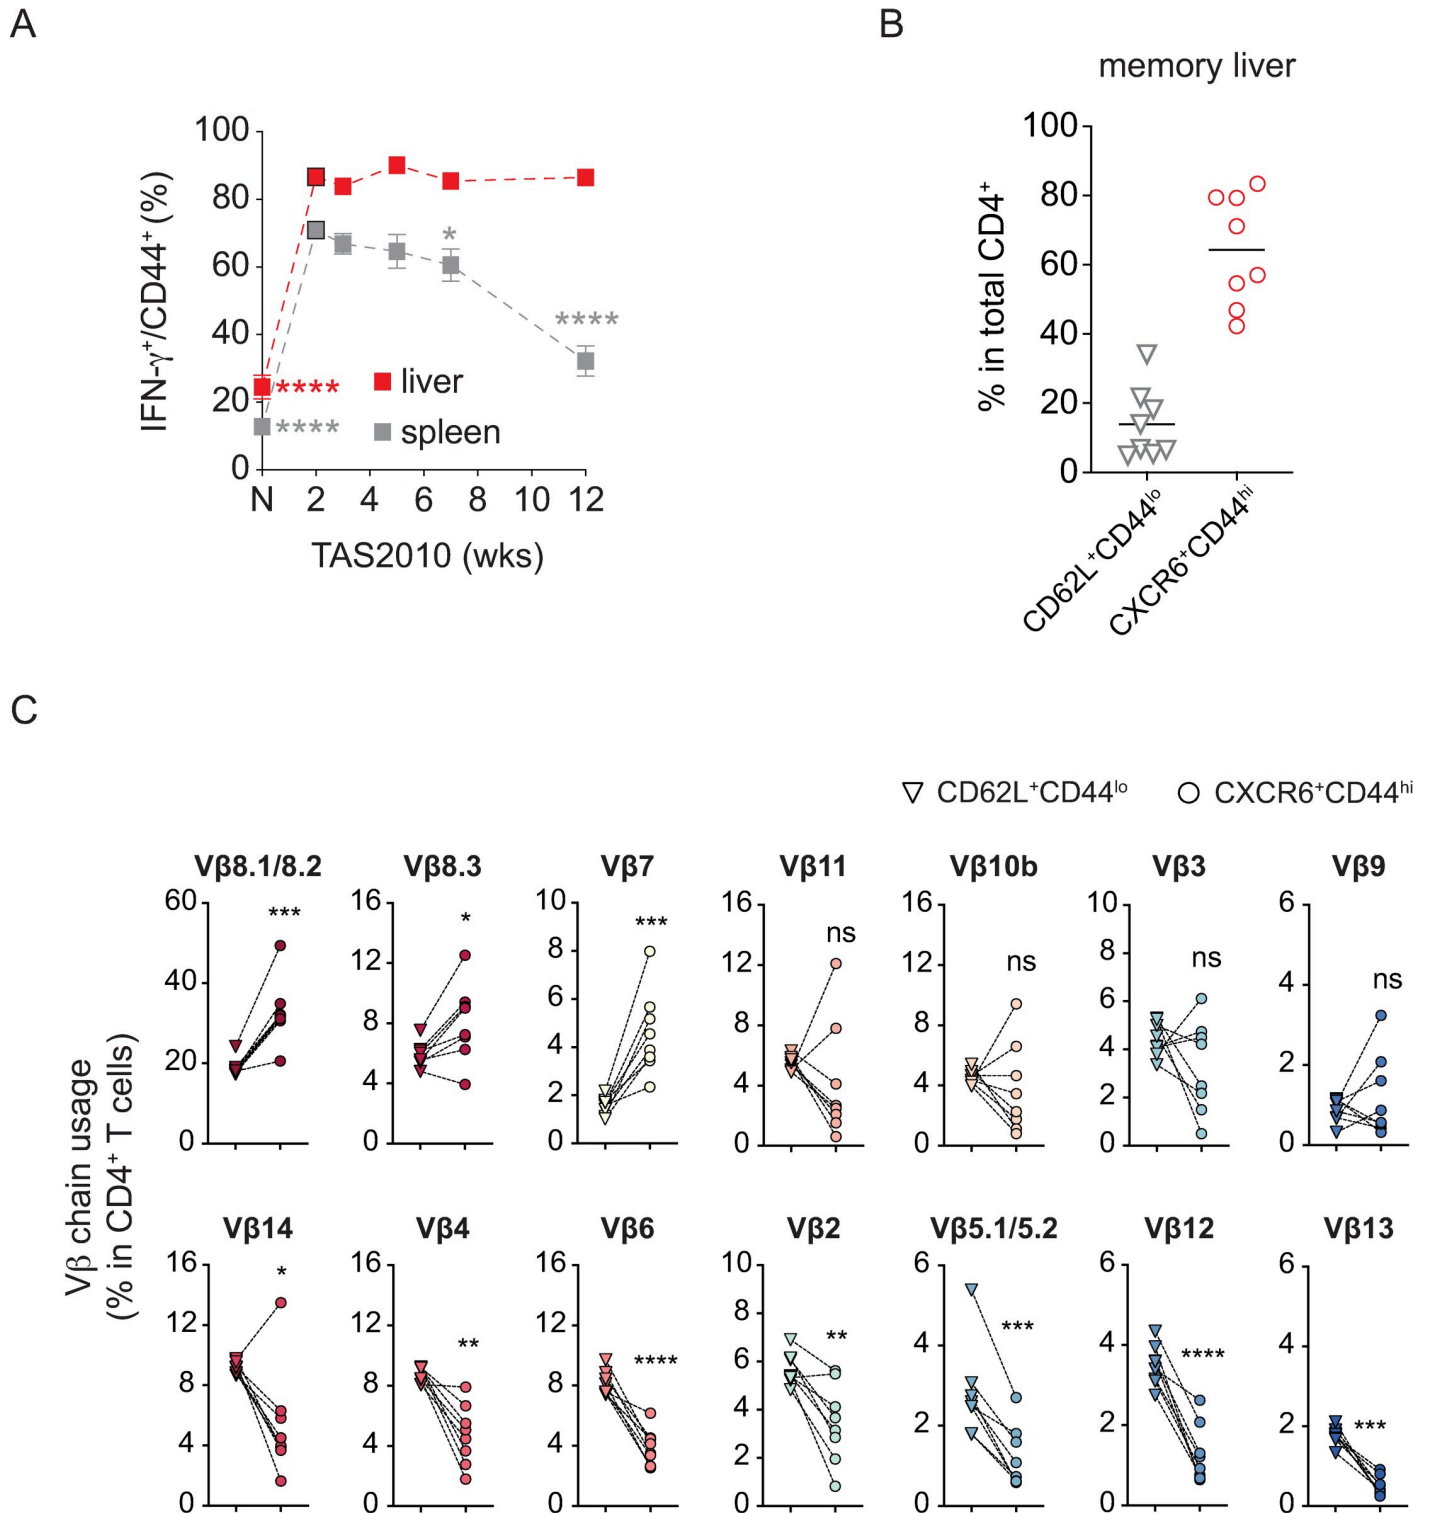 A
B
memory liver
IFN-γ⁺/CD44⁺ (%)
100
80
60
40
20
0
*
****
****
****
liver
spleen
N 2 4 6 8 10 12
TAS2010 (wks)
% in total CD4⁺
100
80
60
40
20
0
CD62L⁺CD44ˡᵒ
CXCR6⁺CD44ʰⁱ
C
CD62L⁺CD44ˡᵒ CXCR6⁺CD44ʰⁱ
Vβ chain usage
(% in CD4⁺ T cells)
Vβ8.1/8.2
60
40
20
0
***
Vβ8.3
16
12
8
4
0
*
Vβ7
10
8
6
4
2
0
***
Vβ11
16
12
8
4
0
ns
Vβ10b
16
12
8
4
0
ns
Vβ3
10
8
6
4
2
0
ns
Vβ9
6
4
2
0
ns
Vβ14
16
12
8
4
0
*
Vβ4
16
12
8
4
0
**
Vβ6
16
12
8
4
0
****
Vβ2
10
8
6
4
2
0
**
Vβ5.1/5.2
6
4
2
0
***
Vβ12
6
4
2
0
****
Vβ13
6
4
2
0
***